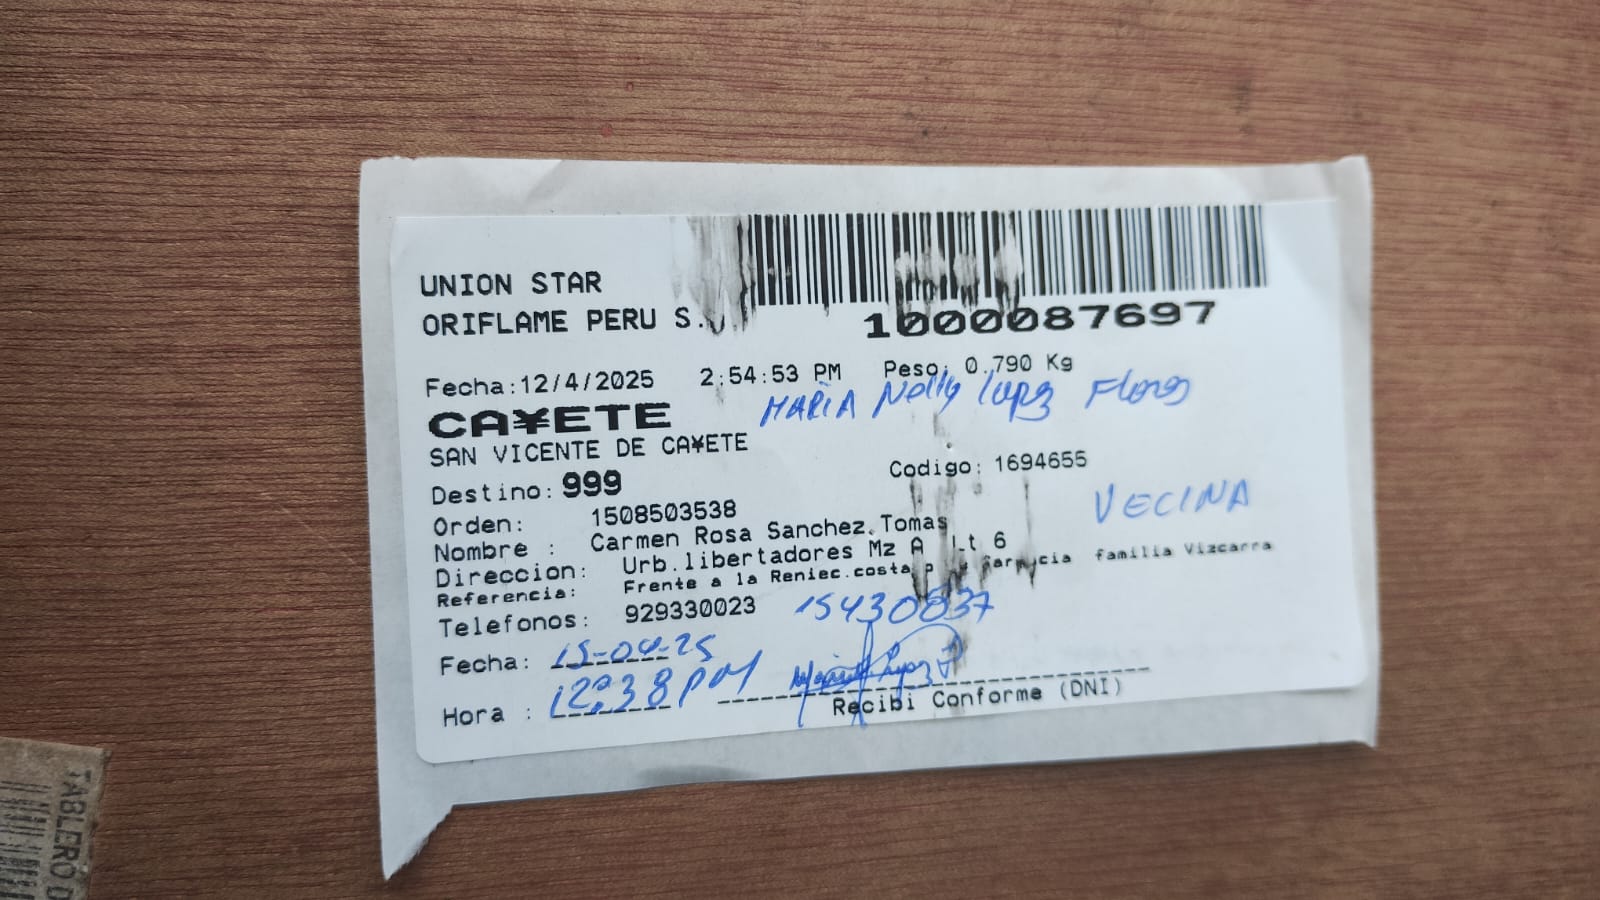 UNION STAR
ORIFLAME PERU S.
1000087697
Fecha:12/4/2025 2:54:53 PM Peso: 0.790 Kg
CA¥ETE
MARIA Nelly Lopez Flores
SAN VICENTE DE CA¥ETE
Destino: 999
Codigo: 1694655
Orden: 1508503538
VECINA
Nombre : Carmen Rosa Sanchez.Tomas
Direccion: Urb.libertadores Mz A Lt 6
Referencia: Frente a la Reniec.costa familia Vizcarra
Telefonos: 929330023
15430837
Fecha: 15-04-25
Hora : 12:38 PM
Recibi Conforme (DNI)
TABLERO D